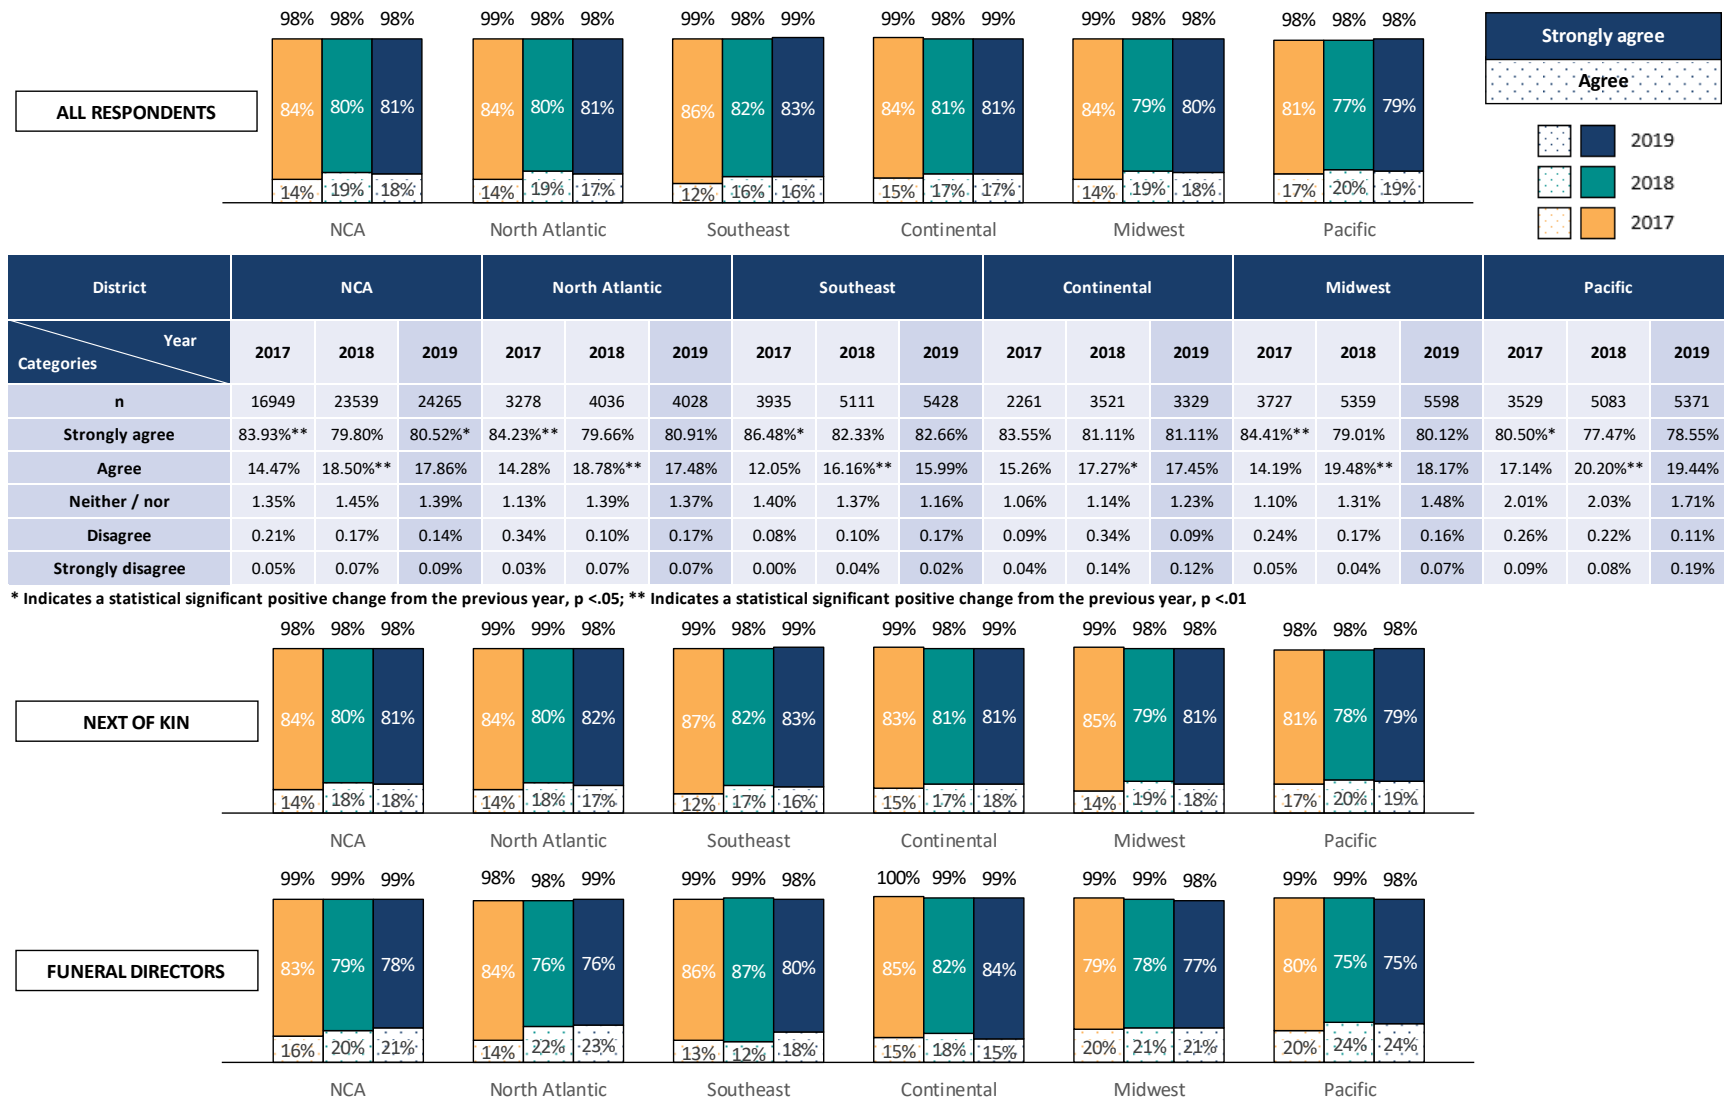 98% 98% 81% 99% 98% 98% 99% 98% 99% 99% 98% 99% 99% 98% 98% 98% 98% 98%
Strongly agree
Agree
ALL RESPONDENTS
84% 80% 81% 84% 80% 81% 86% 82% 83% 84% 81% 81% 84% 79% 80% 81% 77% 79%
2019
2018
2017
14% 19% 18% 14% 19% 17% 12% 16% 16% 15% 17% 17% 14% 19% 18% 17% 20% 19%
NCA North Atlantic Southeast Continental Midwest Pacific
District NCA North Atlantic Southeast Continental Midwest Pacific
Year
Categories
2017 2018 2019 2017 2018 2019 2017 2018 2019 2017 2018 2019 2017 2018 2019 2017 2018 2019
n 16949 23539 24265 3278 4036 4028 3935 5111 5428 2261 3521 3329 3727 5359 5598 3529 5083 5371
Strongly agree 83.93%** 79.80% 80.52%* 84.23%** 79.66% 80.91% 86.48%* 82.33% 82.66% 83.55% 81.11% 81.11% 84.41%** 79.01% 80.12% 80.50%* 77.47% 78.55%
Agree 14.47% 18.50%** 17.86% 14.28% 18.78%** 17.48% 12.05% 16.16%** 15.99% 15.26% 17.27%* 17.45% 14.19% 19.48%** 18.17% 17.14% 20.20%** 19.44%
Neither / nor 1.35% 1.45% 1.39% 1.13% 1.39% 1.37% 1.40% 1.37% 1.16% 1.06% 1.14% 1.23% 1.10% 1.31% 1.48% 2.01% 2.03% 1.71%
Disagree 0.21% 0.17% 0.14% 0.34% 0.10% 0.17% 0.08% 0.10% 0.17% 0.09% 0.34% 0.09% 0.24% 0.17% 0.16% 0.26% 0.22% 0.11%
Strongly disagree 0.05% 0.07% 0.09% 0.03% 0.07% 0.07% 0.00% 0.04% 0.02% 0.04% 0.14% 0.12% 0.05% 0.04% 0.07% 0.09% 0.08% 0.19%
* Indicates a statistical significant positive change from the previous year, p <.05; ** Indicates a statistical significant positive change from the previous year, p <.01
98% 98% 98% 99% 99% 98% 99% 98% 99% 99% 98% 99% 99% 98% 98% 98% 98% 98%
NEXT OF KIN
84% 80% 81% 84% 80% 82% 87% 82% 83% 83% 81% 81% 85% 79% 81% 81% 78% 79%
14% 18% 18% 14% 18% 17% 12% 17% 16% 15% 17% 18% 14% 19% 18% 17% 20% 19%
NCA North Atlantic Southeast Continental Midwest Pacific
99% 99% 99% 98% 98% 99% 99% 99% 98% 100% 99% 99% 99% 99% 98% 99% 99% 98%
FUNERAL DIRECTORS
83% 79% 78% 84% 76% 76% 86% 87% 80% 85% 82% 84% 79% 78% 77% 80% 75% 75%
16% 20% 21% 14% 22% 23% 13% 12% 18% 15% 18% 15% 20% 21% 21% 20% 24% 24%
NCA North Atlantic Southeast Continental Midwest Pacific